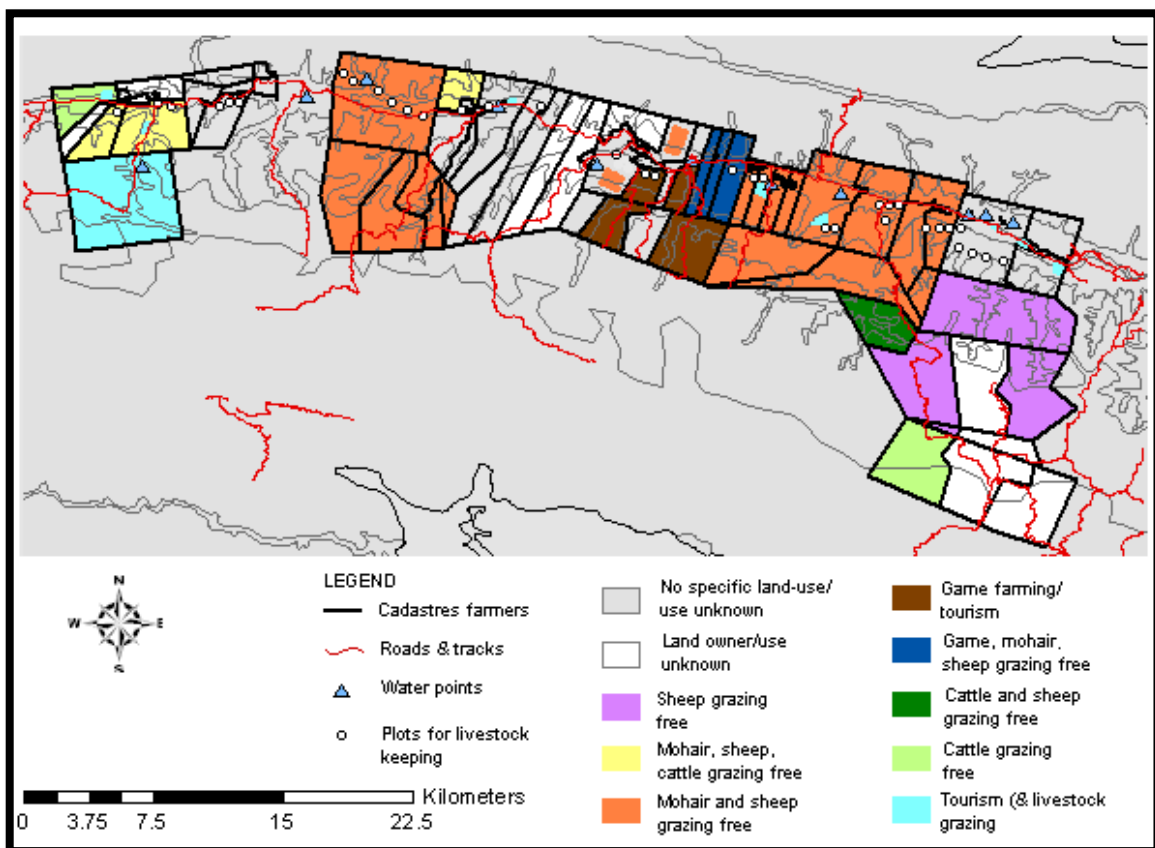 N
W E
S
LEGEND
Cadastres farmers
Roads & tracks
Water points
Plots for livestock
keeping
No specific land-use/
use unknown
Land owner/use
unknown
Sheep grazing
free
Mohair, sheep,
cattle grazing free
Mohair and sheep
grazing free
Game farming/
tourism
Game, mohair,
sheep grazing free
Cattle and sheep
grazing free
Cattle grazing
free
Tourism (& livestock
grazing
Kilometers
0 3.75 7.5 15 22.5